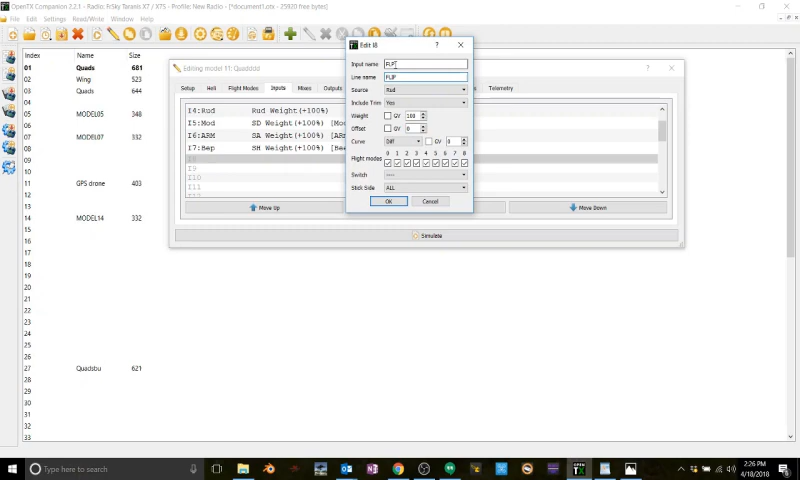 OpenTX Companion 2.2.1 - Radio: FrSky Taranis X7 / X7S - Profile: New Radio - [*document1.otx - 25920 free bytes]
File Edit Settings Read/Write Window Help
Index Name Size
01 Quads 681
02 Wing 523
03 Quads 644
04
05 MODEL05 348
06
07 MODEL07 332
08
09
10
11 GPS drone 403
12
13
14 MODEL14 332
15
16
17
18
19
20
21
22
23
24
25
26
27 Quadsbu 621
28
29
30
31
32
33
Editing model 11: Quadddd
Setup Heli Flight Modes Inputs Mixes Outputs Telemetry
I4:Rud Rud Weight(+100%)
I5:Mod SD Weight(+100%) [Mod
I6:ARM SA Weight(+100%) [ARM
I7:Bep SH Weight(+100%) [Bee
I8
I9
I10
I11
Move Up
Move Down
Simulate
Edit I8
Input name FLP
Line name FLIP
Source Rud
Include Trim Yes
Weight GV 100
Offset GV 0
Curve Diff GV 0
0 1 2 3 4 5 6 7 8
Flight modes
Switch ----
Stick Side ALL
OK Cancel
Type here to search
2:26 PM
4/18/2018